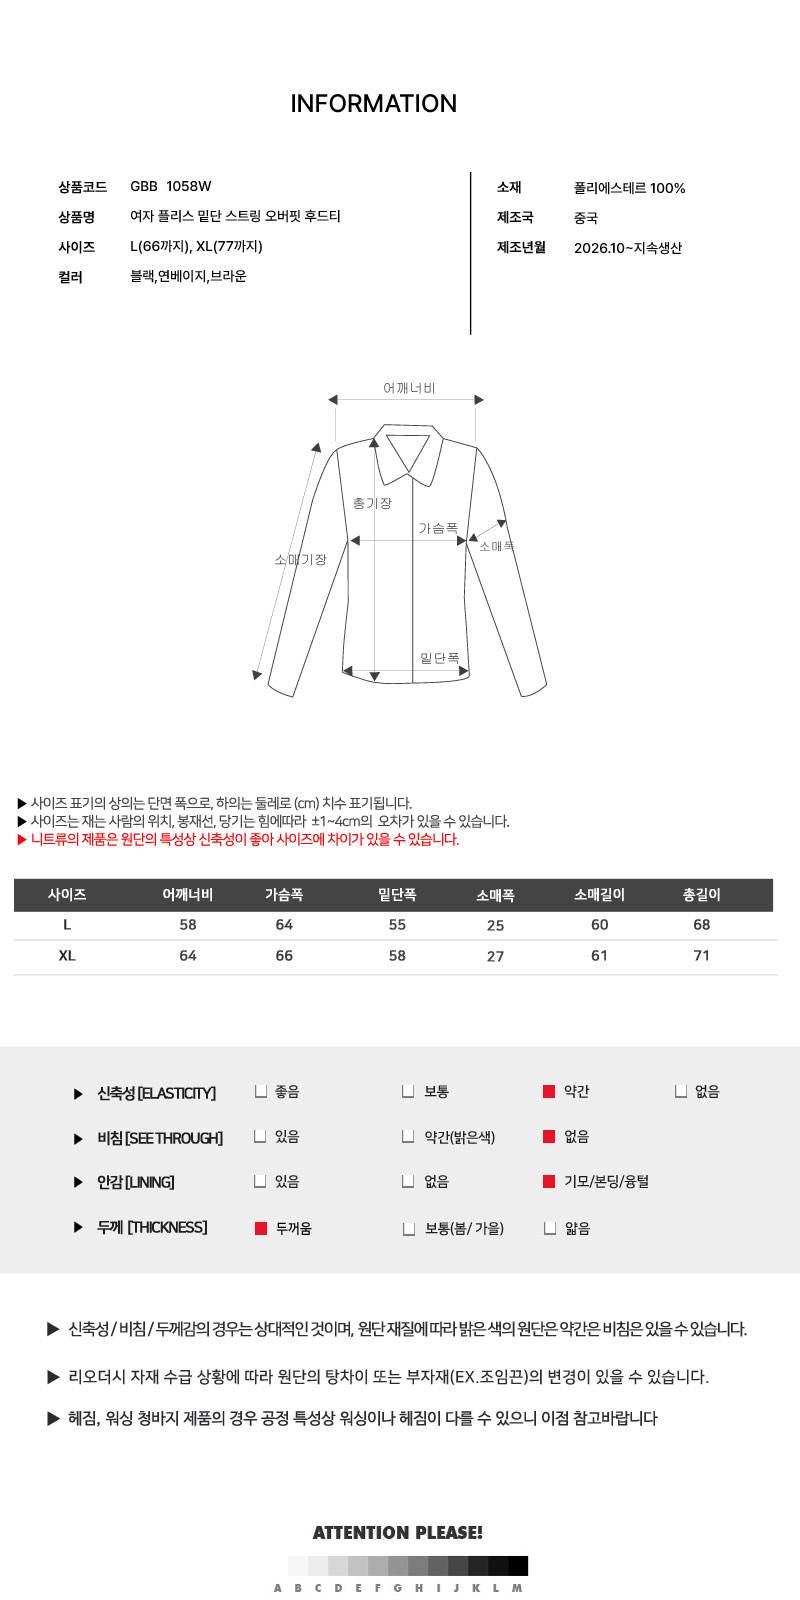 INFORMATION
상품코드 GBB 1058W
상품명 여자 플리스 밑단 스트링 오버핏 후드티
사이즈 L(66까지), XL(77까지)
컬러 블랙,연베이지,브라운
소재 폴리에스테르 100%
제조국 중국
제조년월 2026.10~지속생산
어깨너비
총기장
가슴폭
소매폭
소매기장
밑단폭
▶ 사이즈 표기의 상의는 단면 폭으로, 하의는 둘레로 (cm) 치수 표기됩니다.
▶ 사이즈는 재는 사람의 위치, 봉재선, 당기는 힘에따라 ±1~4cm의 오차가 있을 수 있습니다.
▶ 니트류의 제품은 원단의 특성상 신축성이 좋아 사이즈에 차이가 있을 수 있습니다.
사이즈 어깨너비 가슴폭 밑단폭 소매폭 소매길이 총길이
L 58 64 55 25 60 68
XL 64 66 58 27 61 71
▶ 신축성 [ELASTICITY] 좋음 보통 약간 없음
▶ 비침 [SEE THROUGH] 있음 약간(밝은색) 없음
▶ 안감 [LINING] 있음 없음 기모/본딩/융털
▶ 두께 [THICKNESS] 두꺼움 보통(봄/ 가을) 얇음
▶ 신축성 / 비침 / 두께감의 경우는 상대적인 것이며, 원단 재질에 따라 밝은 색의 원단은 약간은 비침은 있을 수 있습니다.
▶ 리오더시 자재 수급 상황에 따라 원단의 탕차이 또는 부자재(EX.조임끈)의 변경이 있을 수 있습니다.
▶ 헤짐, 워싱 청바지 제품의 경우 공정 특성상 워싱이나 헤짐이 다를 수 있으니 이점 참고바랍니다
ATTENTION PLEASE!
A B C D E F G H I J K L M